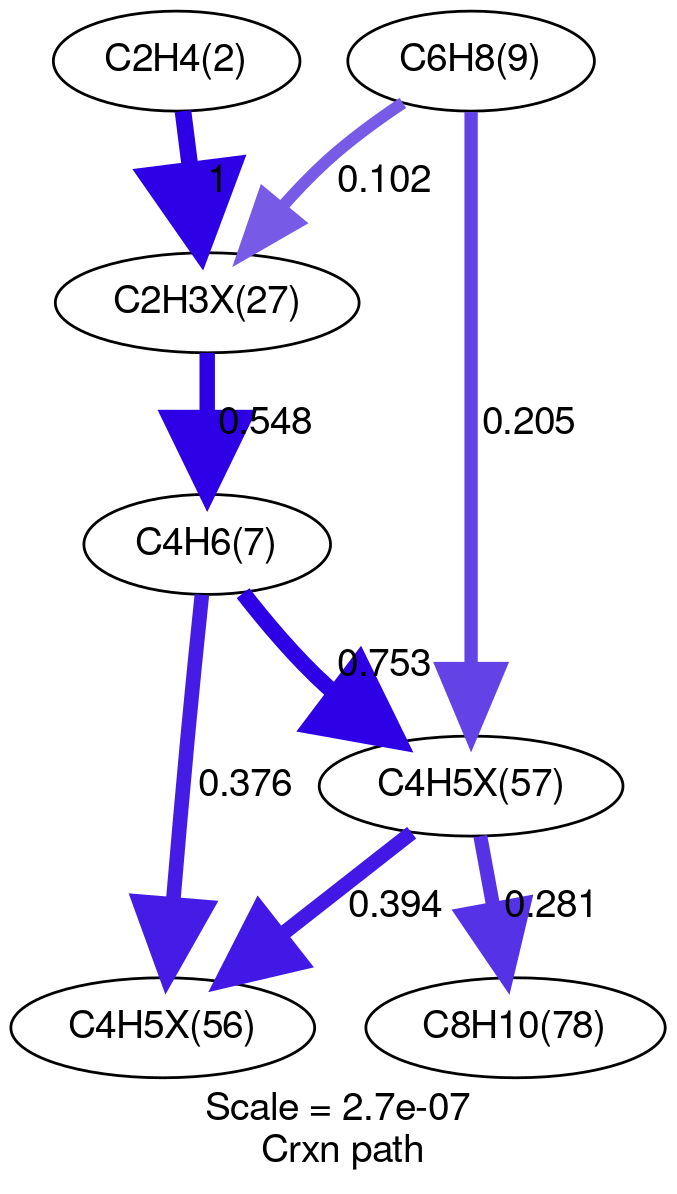 C2H4(2)
C6H8(9)
1
0.102
C2H3X(27)
0.548
0.205
C4H6(7)
0.753
0.376
C4H5X(57)
0.394
0.281
C4H5X(56)
C8H10(78)
Scale = 2.7e-07
Crxn path